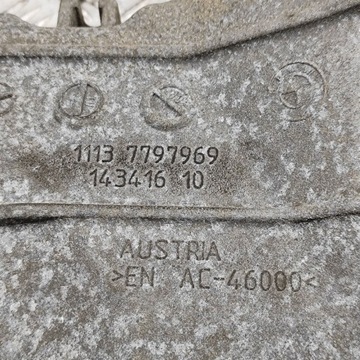 1113 7797969
143416 10
AUSTRIA
>EN AC-46000<